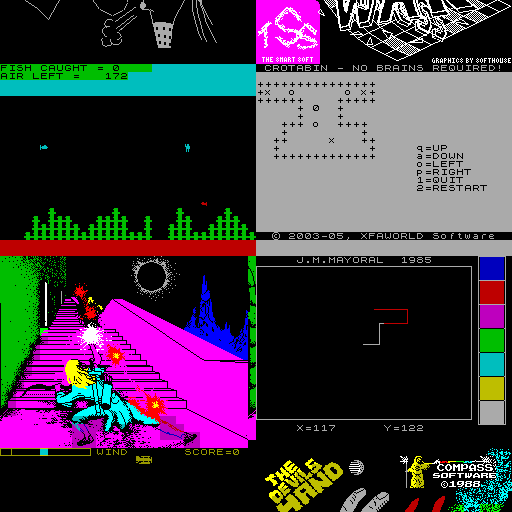 TSS
THE SMART SOFT
GRAPHICS BY SOFTHOUSE
FISH CAUGHT = 0
AIR LEFT = 172
CROTABIN - NO BRAINS REQUIRED!
q=UP
a=DOWN
o=LEFT
p=RIGHT
1=QUIT
2=RESTART
© 2003-05, XFAWORLD Software
J.M.MAYORAL 1985
X=117 Y=122
WIND SCORE=0
THE
DEVILS
HAND
COMPASS
SOFTWARE
©1988